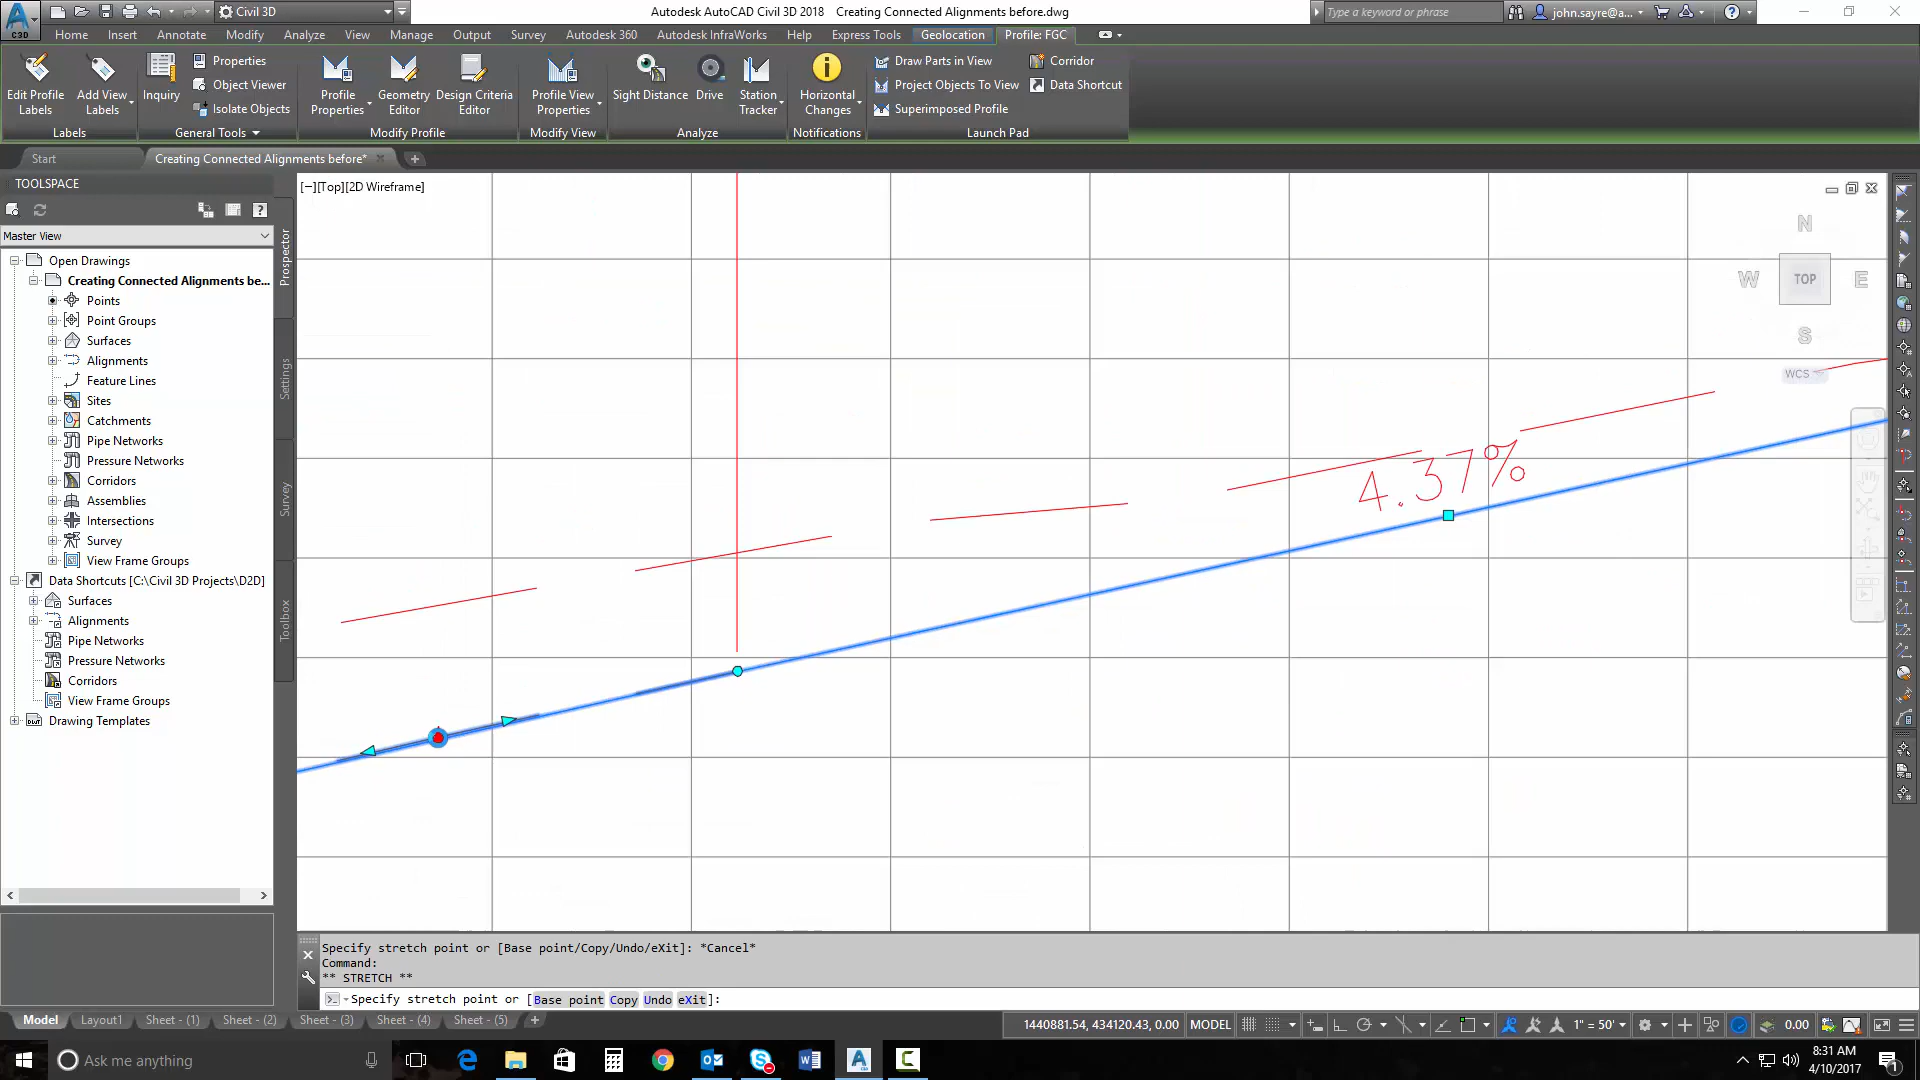 C3D
Civil 3D
Autodesk AutoCAD Civil 3D 2018 Creating Connected Alignments before.dwg
Type a keyword or phrase
john.sayre@a...
Home Insert Annotate Modify Analyze View Manage Output Survey Autodesk 360 Autodesk InfraWorks Help Express Tools Geolocation Profile: FGC
Edit Profile Labels
Add View Labels
Inquiry
Properties
Object Viewer
Isolate Objects
Profile Properties
Geometry Editor
Design Criteria Editor
Profile View Properties
Sight Distance
Drive
Station Tracker
Horizontal Changes
Draw Parts in View
Project Objects To View
Superimposed Profile
Corridor
Data Shortcut
Labels General Tools Modify Profile Modify View Analyze Notifications Launch Pad
Start Creating Connected Alignments before*
TOOLSPACE
Master View
Open Drawings
Creating Connected Alignments be...
Points
Point Groups
Surfaces
Alignments
Feature Lines
Sites
Catchments
Pipe Networks
Pressure Networks
Corridors
Assemblies
Intersections
Survey
View Frame Groups
Data Shortcuts [C:\Civil 3D Projects\D2D]
Surfaces
Alignments
Pipe Networks
Pressure Networks
Corridors
View Frame Groups
Drawing Templates
Prospector
Settings
Survey
Toolbox
[−][Top][2D Wireframe]
N
W TOP E
S
WCS
4.37%
Specify stretch point or [Base point/Copy/Undo/eXit]: *Cancel*
Command:
** STRETCH **
Specify stretch point or [Base point Copy Undo eXit]:
Model Layout1 Sheet - (1) Sheet - (2) Sheet - (3) Sheet - (4) Sheet - (5)
1440881.54, 434120.43, 0.00 MODEL 1" = 50' 0.00
Ask me anything
8:31 AM
4/10/2017